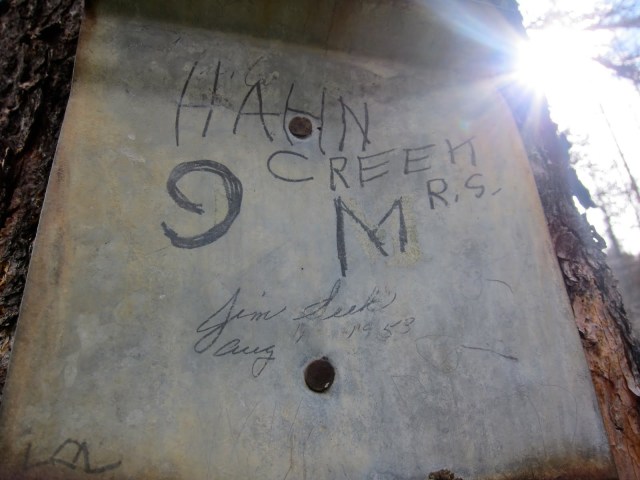 HAHN
CREEK
R.S.
9 M
Jim
Aug 1953